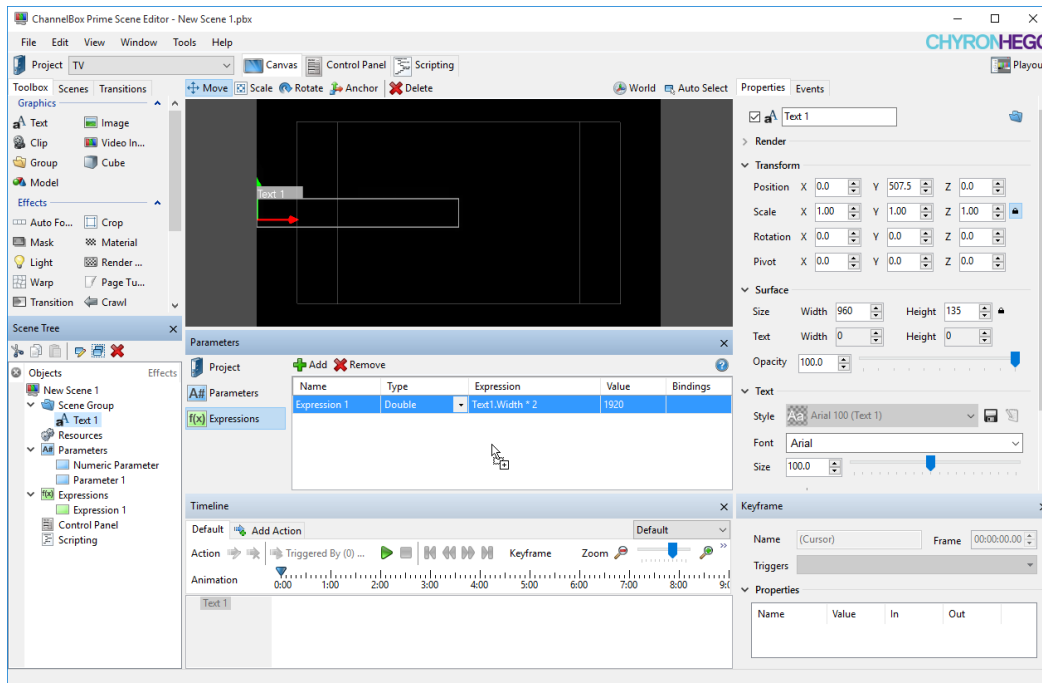 ChannelBox Prime Scene Editor - New Scene 1.pbx
File Edit View Window Tools Help
CHYRONHEGO
Project TV Canvas Control Panel Scripting Playou
Toolbox Scenes Transitions
Move Scale Rotate Anchor Delete World Auto Select
Properties Events
Graphics
Text Image
Clip Video In...
Group Cube
Model
Effects
Auto Fo... Crop
Mask Material
Light Render ...
Warp Page Tu...
Transition Crawl
Text 1
Text 1
Render
Transform
Position X 0.0 Y 507.5 Z 0.0
Scale X 1.00 Y 1.00 Z 1.00
Rotation X 0.0 Y 0.0 Z 0.0
Pivot X 0.0 Y 0.0 Z 0.0
Surface
Size Width 960 Height 135
Text Width 0 Height 0
Opacity 100.0
Text
Style Aa Arial 100 (Text 1)
Font Arial
Size 100.0
Scene Tree
Objects Effects
New Scene 1
Scene Group
Text 1
Resources
Parameters
Numeric Parameter
Parameter 1
Expressions
Expression 1
Control Panel
Scripting
Parameters
Project
A# Parameters
f(x) Expressions
Add Remove
Name Type Expression Value Bindings
Expression 1 Double Text1.Width * 2 1920
Timeline
Default Add Action Default
Action Triggered By (0) ... Keyframe Zoom
Animation 0:00 1:00 2:00 3:00 4:00 5:00 6:00 7:00 8:00 9:0
Text 1
Keyframe
Name (Cursor) Frame 00:00:00.00
Triggers
Properties
Name Value In Out